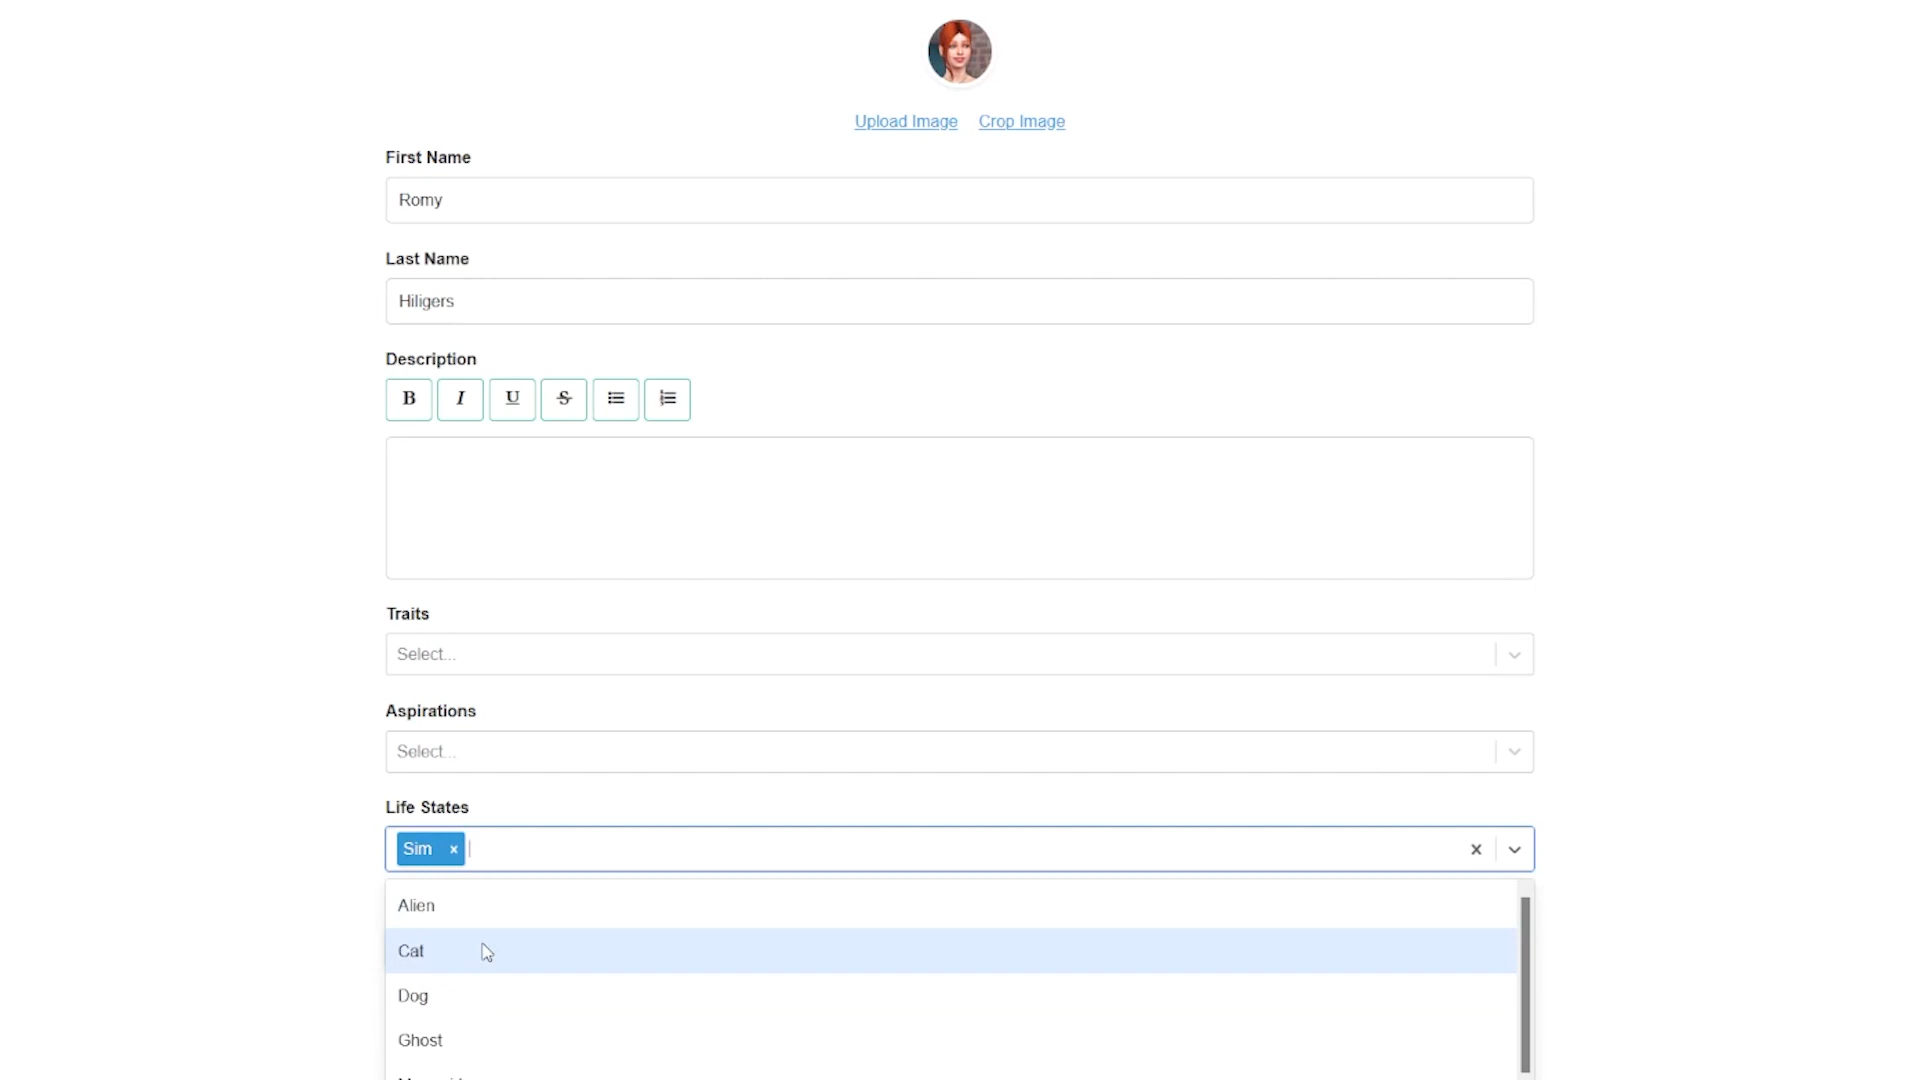 Upload Image Crop Image
First Name
Romy
Last Name
Hiligers
Description
B I U S
Traits
Select...
Aspirations
Select...
Life States
Sim ×
Alien
Cat
Dog
Ghost